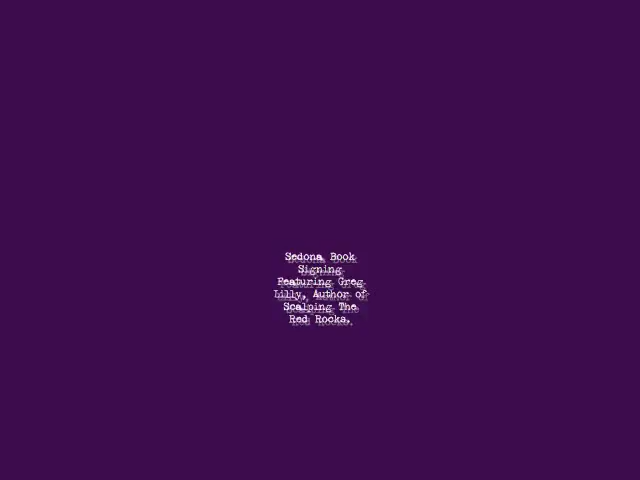 Sedona Book
Signing
Featuring Greg
Lilly, Author of
Scalping The
Red Rocks.